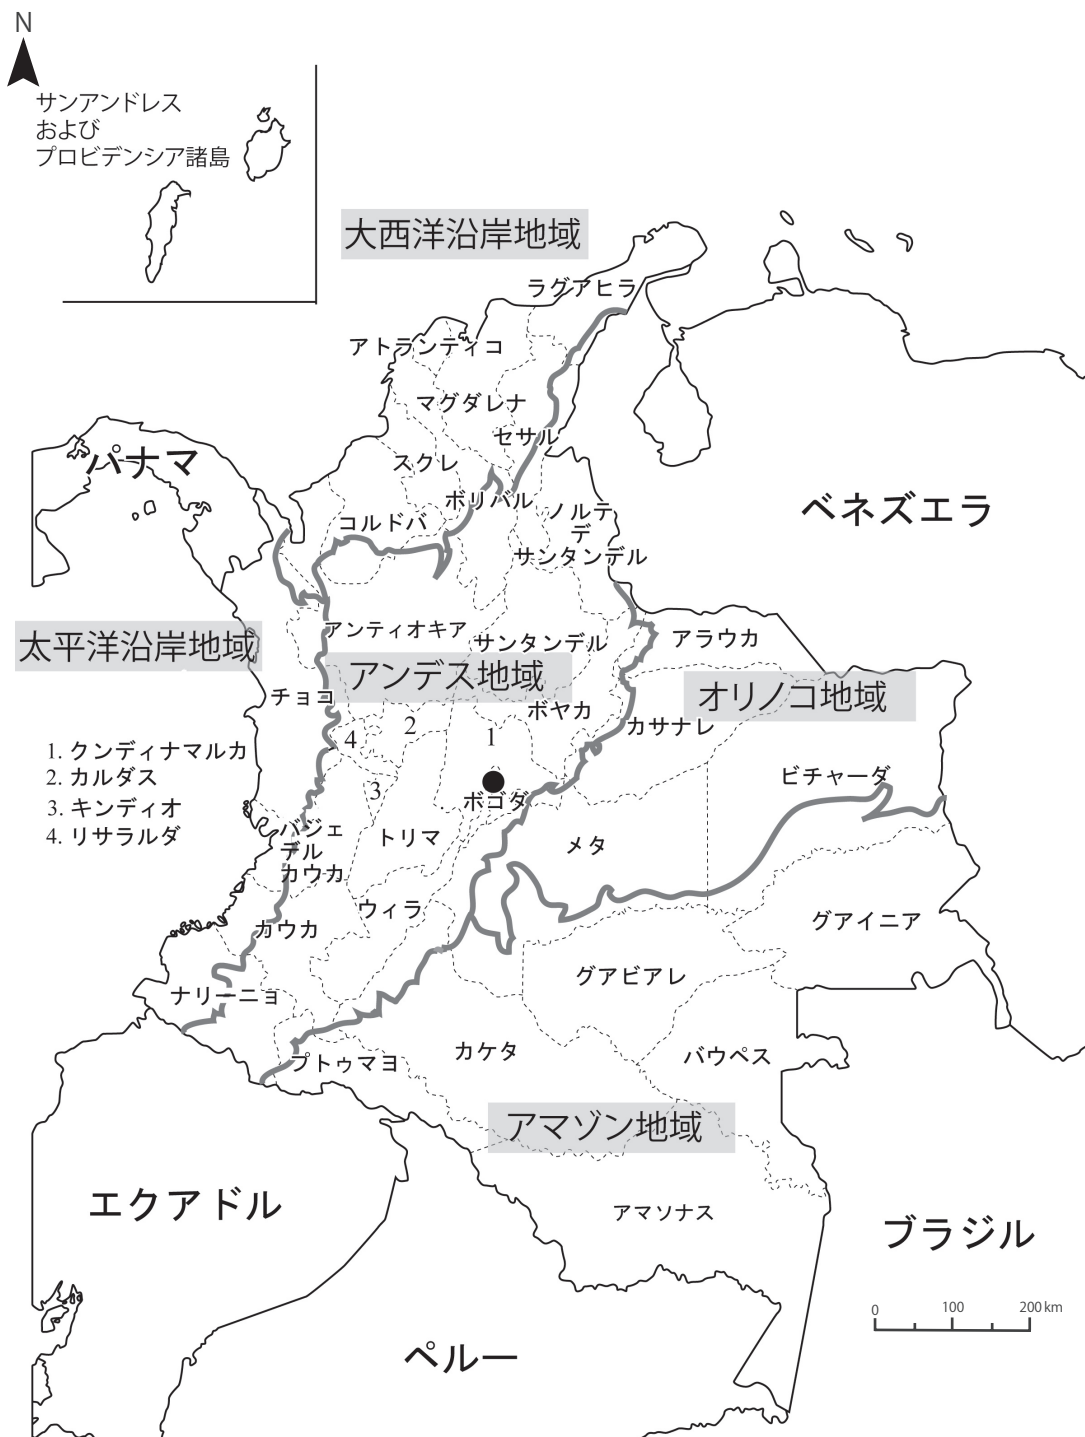 N
サンアンドレス
および
プロビデンシア諸島
大西洋沿岸地域
ラグアヒラ
アトランティコ
マグダレナ
セサル
スクレ
パナマ
ボリバル
ノルテ
デ
サンタンデル
ベネズエラ
コルドバ
アンティオキア
サンタンデル
アラウカ
太平洋沿岸地域
アンデス地域
オリノコ地域
チョコ
ボヤカ
カサナレ
2
4
1
1. クンディナマルカ
2. カルダス
3. キンディオ
4. リサラルダ
3
ボゴダ
ビチャーダ
バジェ
デル
カウカ
トリマ
メタ
ウィラ
カウカ
グアイニア
ナリーニョ
グアビアレ
プトゥマヨ
カケタ
バウペス
アマゾン地域
エクアドル
アマソナス
ブラジル
0 100 200 km
ペルー